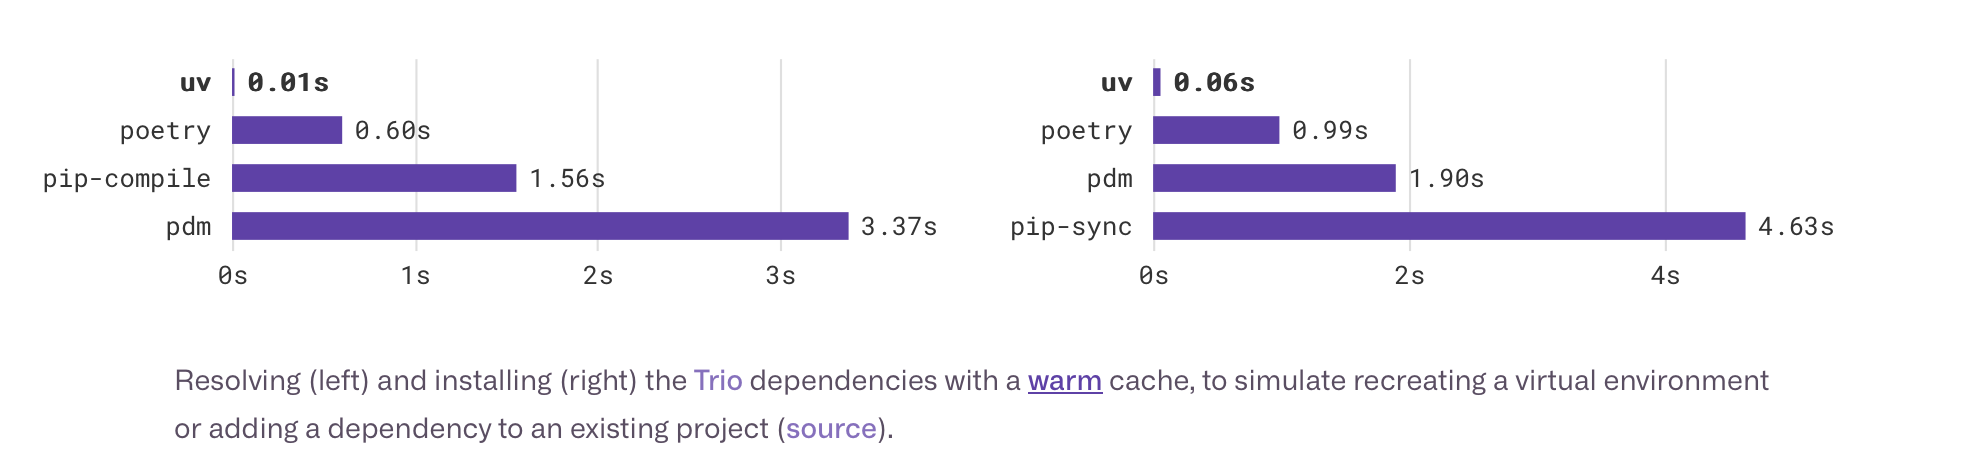 uv 0.01s
poetry 0.60s
pip-compile 1.56s
pdm 3.37s
0s 1s 2s 3s
uv 0.06s
poetry 0.99s
pdm 1.90s
pip-sync 4.63s
0s 2s 4s
Resolving (left) and installing (right) the Trio dependencies with a warm cache, to simulate recreating a virtual environment
or adding a dependency to an existing project (source).